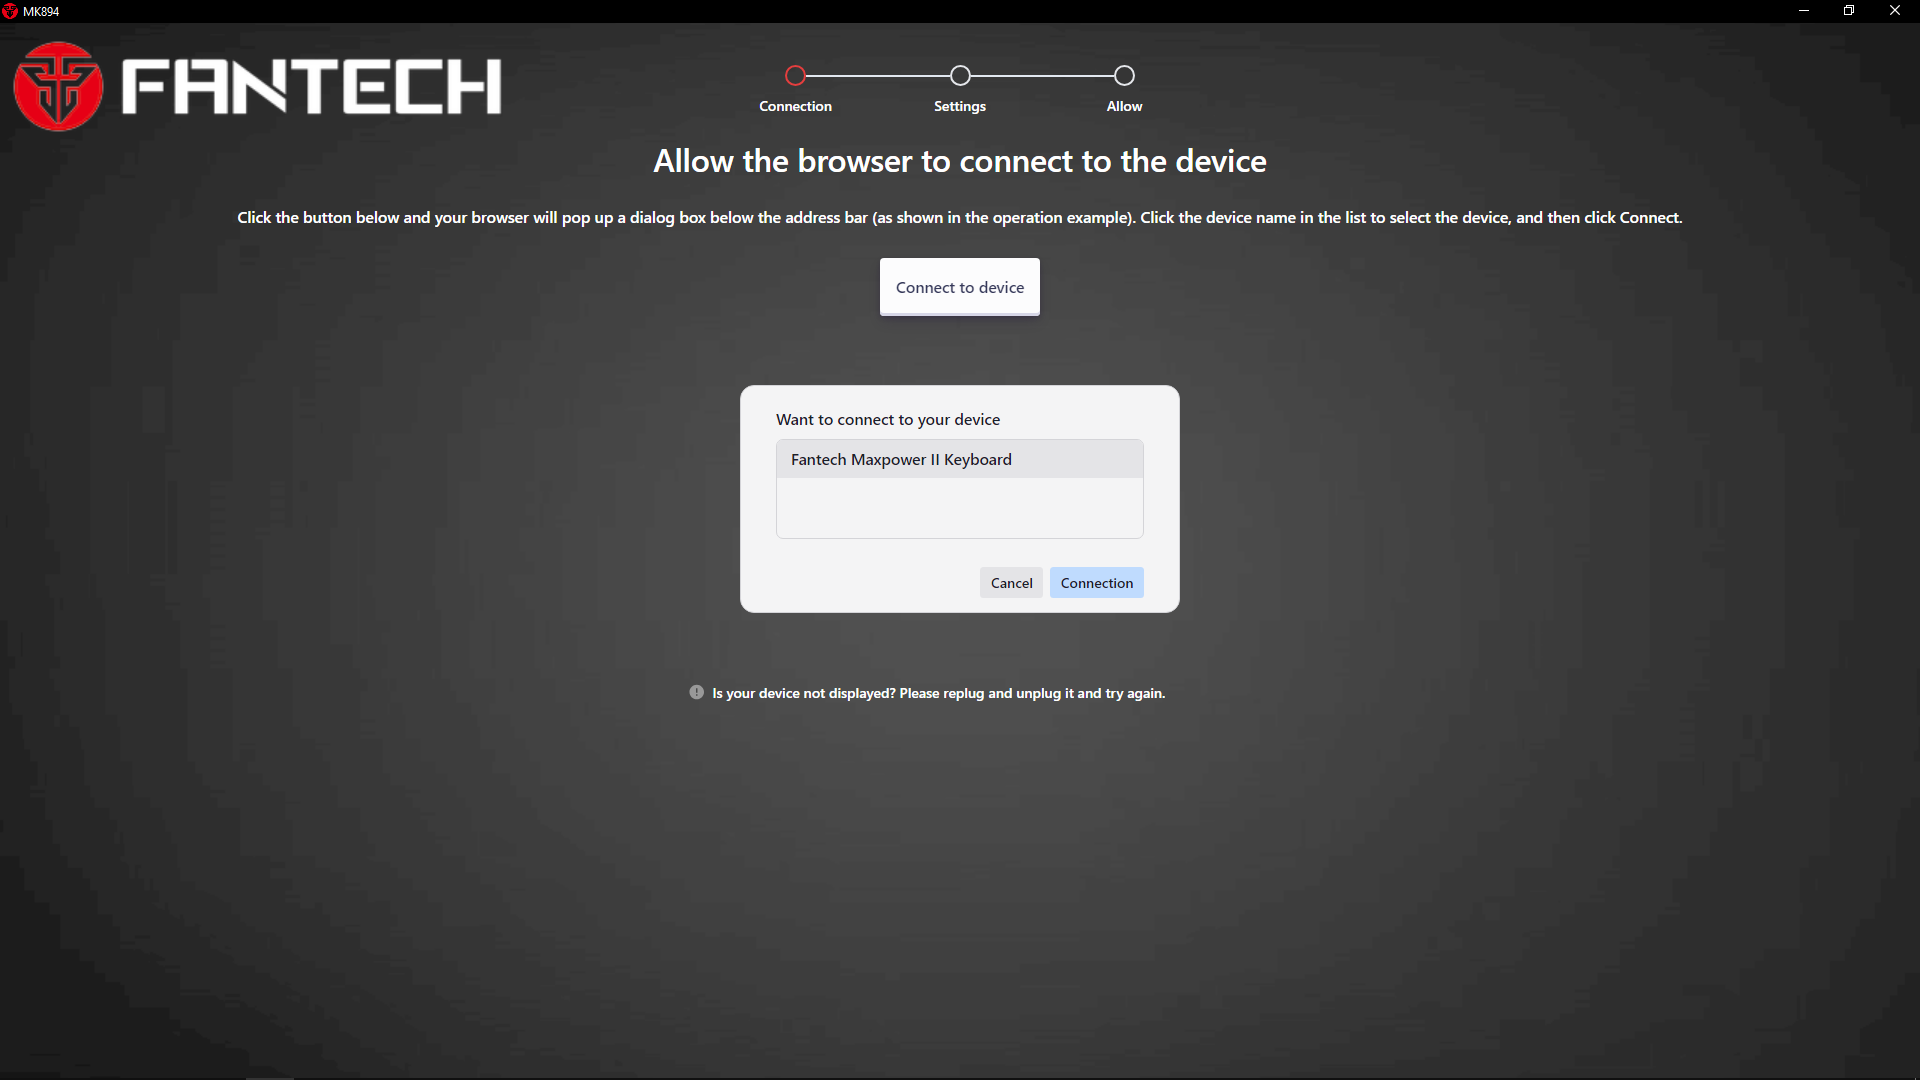 MK894
FANTECH
Connection
Settings
Allow
Allow the browser to connect to the device
Click the button below and your browser will pop up a dialog box below the address bar (as shown in the operation example). Click the device name in the list to select the device, and then click Connect.
Connect to device
Want to connect to your device
Fantech Maxpower II Keyboard
Cancel
Connection
Is your device not displayed? Please replug and unplug it and try again.